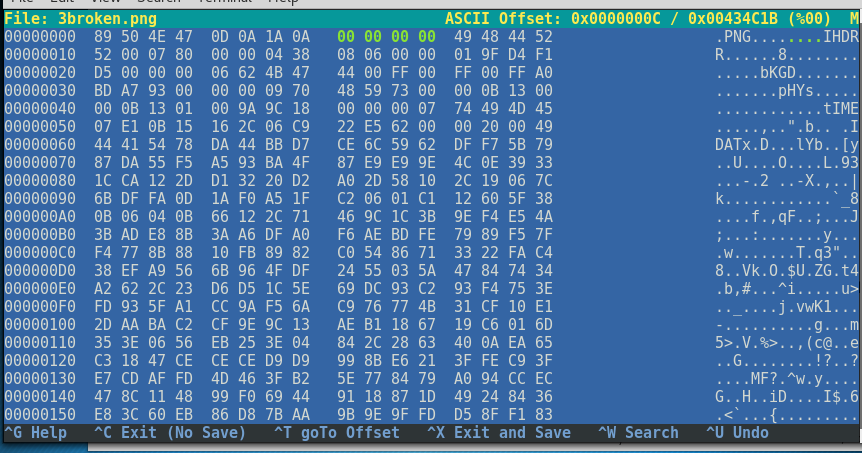 File: 3broken.png ASCII Offset: 0x0000000C / 0x00434C1B (%00) M
00000000 89 50 4E 47 0D 0A 1A 0A 00 00 00 00 49 48 44 52 .PNG........IHDR
00000010 52 00 07 80 00 00 04 38 08 06 00 00 01 9F D4 F1 R......8........
00000020 D5 00 00 00 06 62 4B 47 44 00 FF 00 FF 00 FF A0 .....bKGD.......
00000030 BD A7 93 00 00 00 09 70 48 59 73 00 00 0B 13 00 .......pHYs.....
00000040 00 0B 13 01 00 9A 9C 18 00 00 00 07 74 49 4D 45 ............tIME
00000050 07 E1 0B 15 16 2C 06 C9 22 E5 62 00 00 20 00 49 .....,..".b.. .I
00000060 44 41 54 78 DA 44 BB D7 CE 6C 59 62 DF F7 5B 79 DATx.D...lYb..[y
00000070 87 DA 55 F5 A5 93 BA 4F 87 E9 E9 9E 4C 0E 39 33 ..U....O....L.93
00000080 1C CA 12 2D D1 32 20 D2 A0 2D 58 10 2C 19 06 7C ...-.2 ..-X.,..|
00000090 6B DF FA 0D 1A F0 A5 1F C2 06 01 C1 12 60 5F 38 k............`_8
000000A0 0B 06 04 0B 66 12 2C 71 46 9C 1C 3B 9E F4 E5 4A ....f.,qF..;...J
000000B0 3B AD E8 8B 3A A6 DF A0 F6 AE BD FE 79 89 F5 7F ;...:.......y...
000000C0 F4 77 8B 88 10 FB 89 82 C0 54 86 71 33 22 FA C4 .w.......T.q3"..
000000D0 38 EF A9 56 6B 96 4F DF 24 55 03 5A 47 84 74 34 8..Vk.O.$U.ZG.t4
000000E0 A2 62 2C 23 D6 D5 1C 5E 69 DC 93 C2 93 F4 75 3E .b,#...^i.....u>
000000F0 FD 93 5F A1 CC 9A F5 6A C9 76 77 4B 31 CF 10 E1 .._....j.vwK1...
00000100 2D AA BA C2 CF 9E 9C 13 AE B1 18 67 19 C6 01 6D -..........g...m
00000110 35 3E 06 56 EB 25 3E 04 84 2C 28 63 40 0A EA 65 5>.V.%>..,(c@..e
00000120 C3 18 47 CE CE CE D9 D9 99 8B E6 21 3F FE C9 3F ..G........!?..?
00000130 E7 CD AF FD 4D 46 3F B2 5E 77 84 79 A0 94 CC EC ....MF?.^w.y....
00000140 47 8C 11 48 99 F0 69 44 91 18 87 1D 49 24 84 36 G..H..iD....I$.6
00000150 E8 3C 60 EB 86 D8 7B AA 9B 9E 9F FD D5 8F F1 83 .<`...{.........
^G Help ^C Exit (No Save) ^T goTo Offset ^X Exit and Save ^W Search ^U Undo